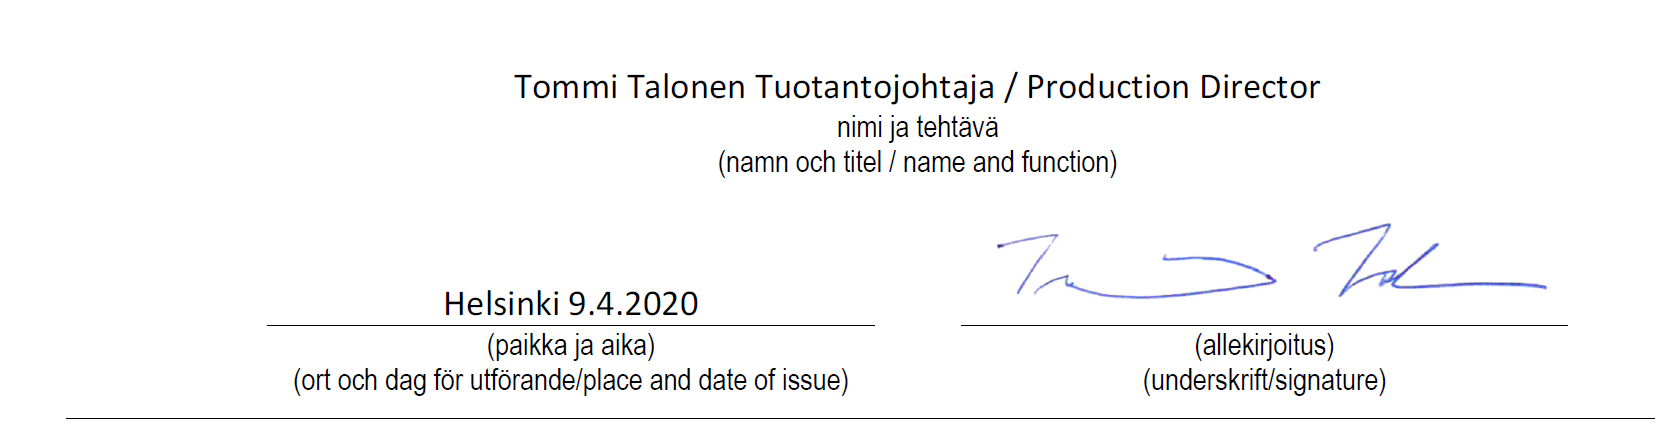 Tommi Talonen Tuotantojohtaja / Production Director
nimi ja tehtävä
(namn och titel / name and function)
Helsinki 9.4.2020
(paikka ja aika)
(ort och dag för utförande/place and date of issue)
(allekirjoitus)
(underskrift/signature)